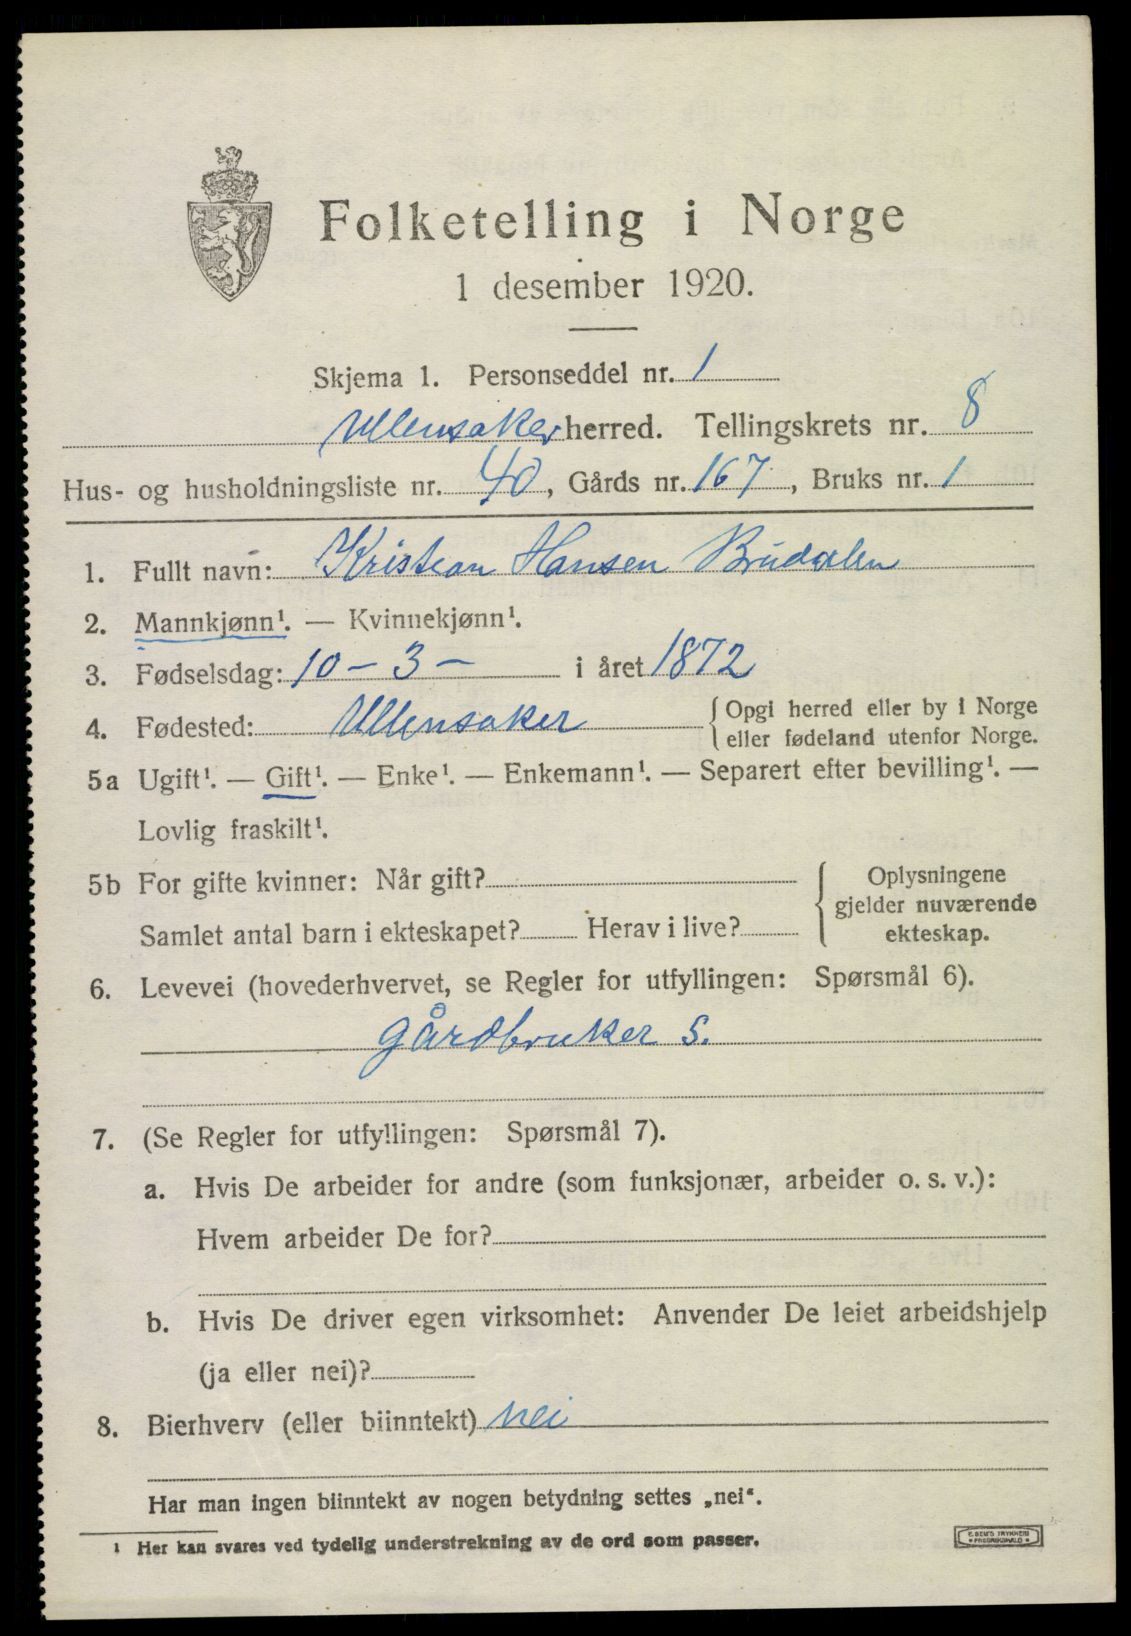 Folketelling i Norge
1 desember 1920.
Skjema 1. Personseddel nr. 1
Ullensaker herred. Tellingskrets nr. 8
Hus- og husholdningsliste nr. 40, Gårds nr. 167, Bruks nr. 1
1. Fullt navn: Kristian Hansen Brudalen
2. Mannkjønn¹. — Kvinnekjønn¹.
3. Fødselsdag: 10 – 3 – i året 1872
4. Fødested: Ullensaker { Opgi herred eller by i Norge
eller fødeland utenfor Norge.
5a Ugift¹. — Gift¹. — Enke¹. — Enkemann¹. — Separert efter bevilling¹. —
Lovlig fraskilt¹.
5b For gifte kvinner: Når gift?
Samlet antal barn i ekteskapet? Herav i live?
{ Oplysningene
gjelder nuværende
ekteskap.
6. Levevei (hovederhvervet, se Regler for utfyllingen: Spørsmål 6).
gårdbruker S.
7. (Se Regler for utfyllingen: Spørsmål 7).
a. Hvis De arbeider for andre (som funksjonær, arbeider o. s. v.):
Hvem arbeider De for?
b. Hvis De driver egen virksomhet: Anvender De leiet arbeidshjelp
(ja eller nei)?
8. Bierhverv (eller biinntekt) nei
Har man ingen biinntekt av nogen betydning settes „nei“.
¹ Her kan svares ved tydelig understrekning av de ord som passer.
E. SEM'S TRYKKERI
* FREDRIKSHALD *